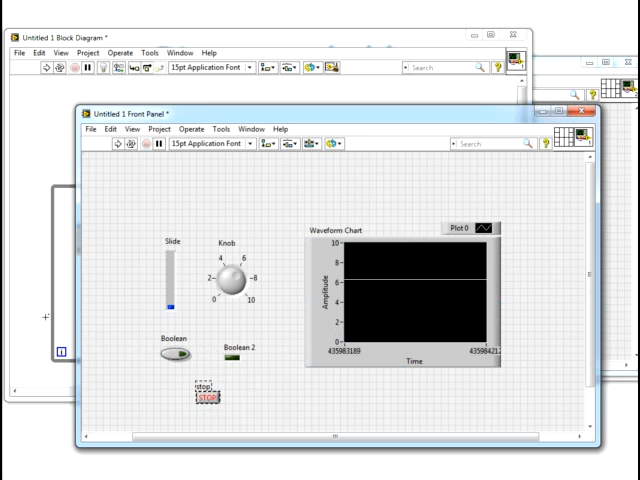 Untitled 1 Block Diagram *
File Edit View Project Operate Tools Window Help
15pt Application Font
Search
Untitled 1 Front Panel *
File Edit View Project Operate Tools Window Help
15pt Application Font
Search
Waveform Chart
Plot 0
Slide
Knob
0
2
4
6
8
10
Amplitude
10
8
6
4
2
0
435983189
Time
Boolean
Boolean 2
stop
STOP
i